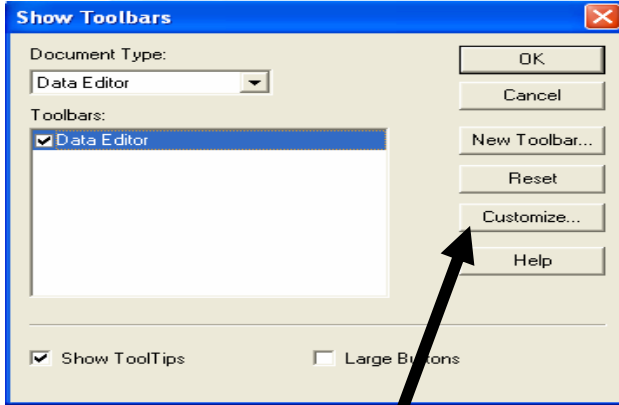 Show Toolbars
Document Type:
Data Editor
Toolbars:
Data Editor
OK
Cancel
New Toolbar...
Reset
Customize...
Help
Show ToolTips
Large Buttons